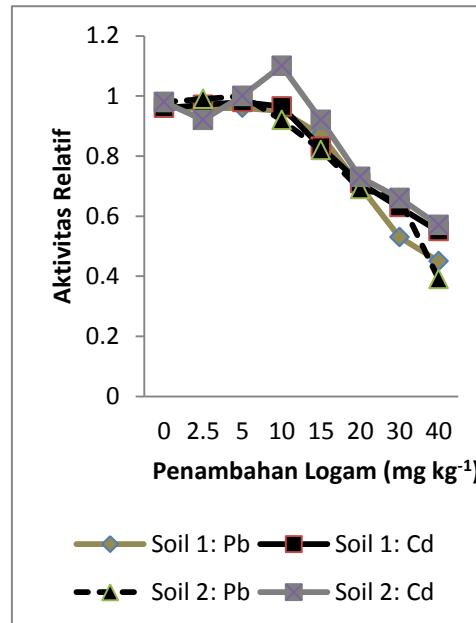 1.2
1
0.8
0.6
0.4
0.2
0
Aktivitas Relatif
0 2.5 5 10 15 20 30 40
Penambahan Logam (mg kg⁻¹)
Soil 1: Pb Soil 1: Cd
Soil 2: Pb Soil 2: Cd